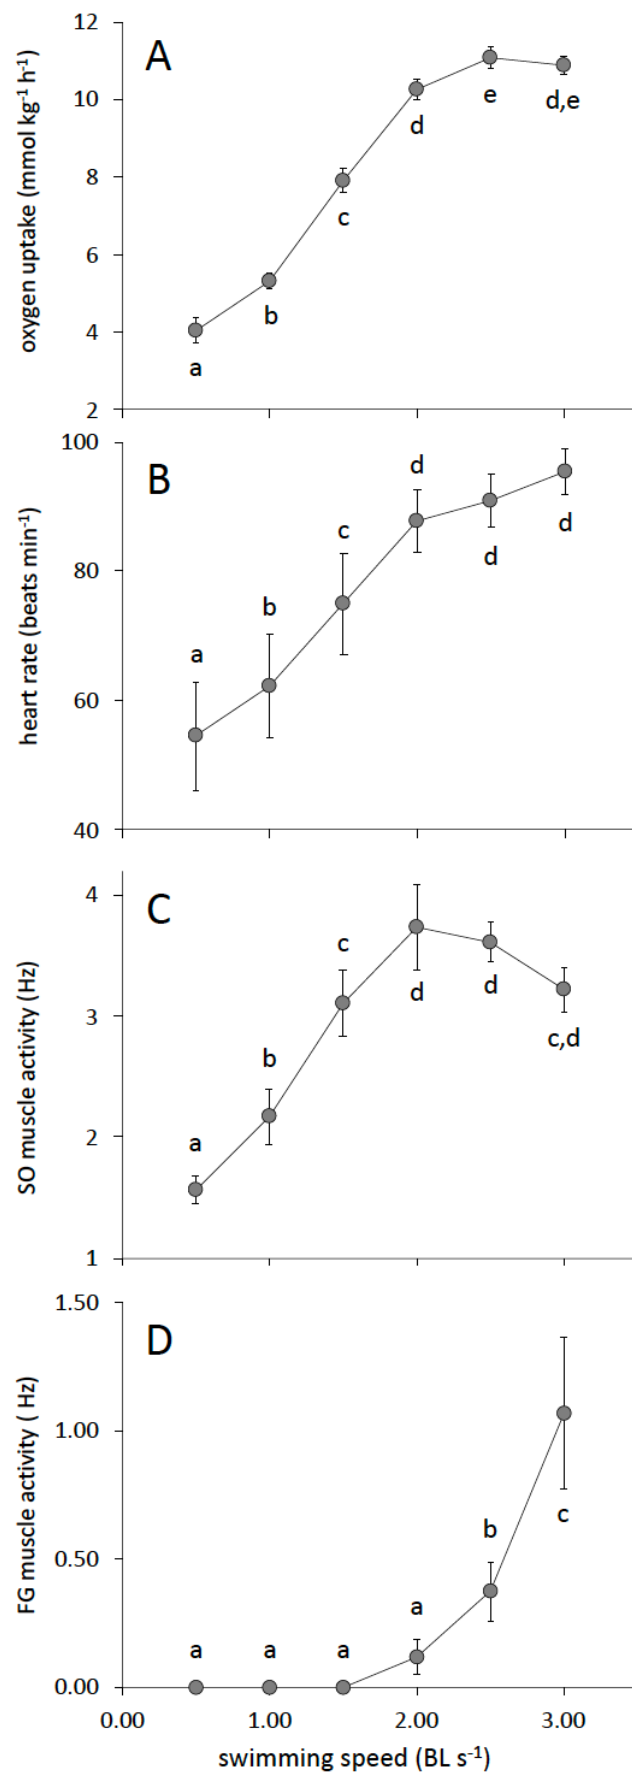 A
oxygen uptake (mmol kg⁻¹ h⁻¹)
12
10
8
6
4
2
a
b
c
d
e
d,e
B
heart rate (beats min⁻¹)
100
80
60
40
a
b
c
d
d
d
C
SO muscle activity (Hz)
4
3
2
1
a
b
c
d
d
c,d
D
FG muscle activity ( Hz)
1.50
1.00
0.50
0.00
a
a
a
a
b
c
0.00 1.00 2.00 3.00
swimming speed (BL s⁻¹)